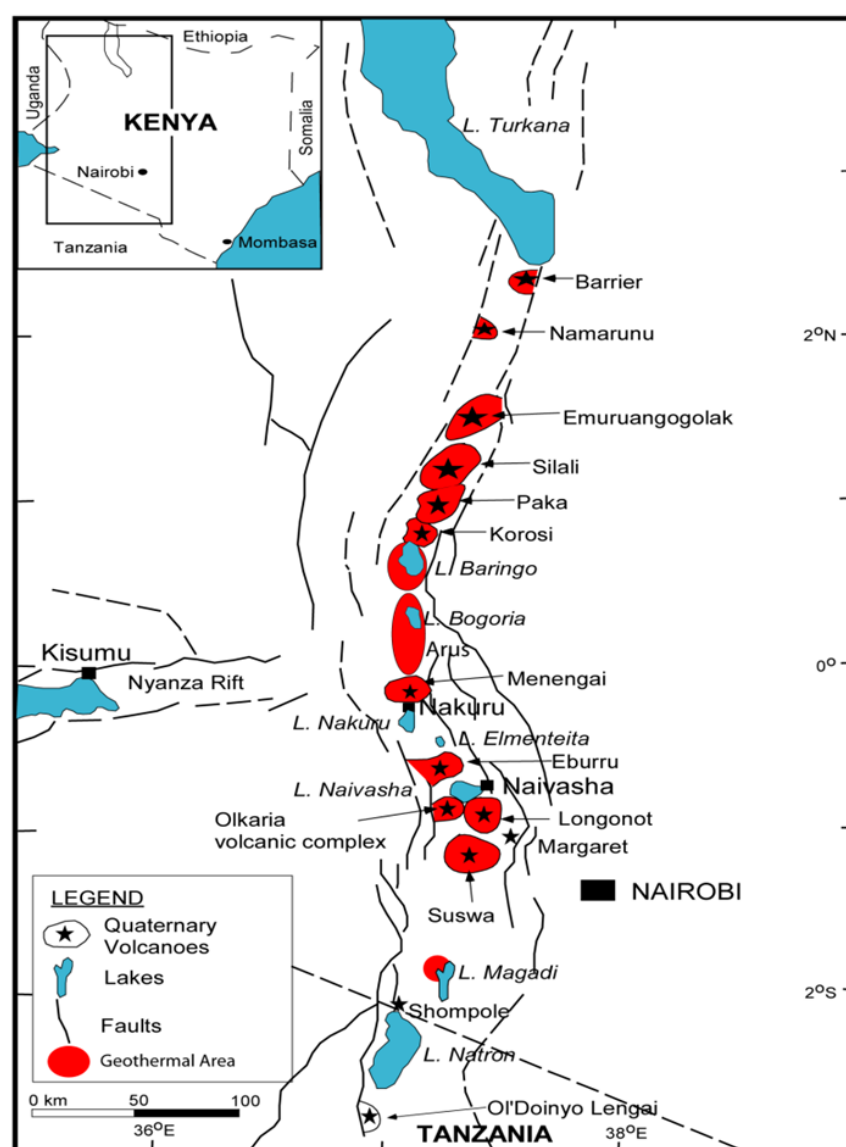 Ethiopia
Uganda
KENYA
Somalia
Nairobi
Tanzania
Mombasa
L. Turkana
Barrier
2°N
Namarunu
Emuruangogolak
Silali
Paka
Korosi
L. Baringo
L. Bogoria
Arus
Kisumu
0°
Nyanza Rift
Menengai
Nakuru
L. Nakuru
L. Elmenteita
Eburru
L. Naivasha
Naivasha
Olkaria
volcanic complex
Longonot
Margaret
NAIROBI
Suswa
LEGEND
Quaternary
Volcanoes
Lakes
Faults
Geothermal Area
0 km 50 100
L. Magadi
2°S
Shompole
L. Natron
Ol'Doinyo Lengai
36°E
TANZANIA
38°E